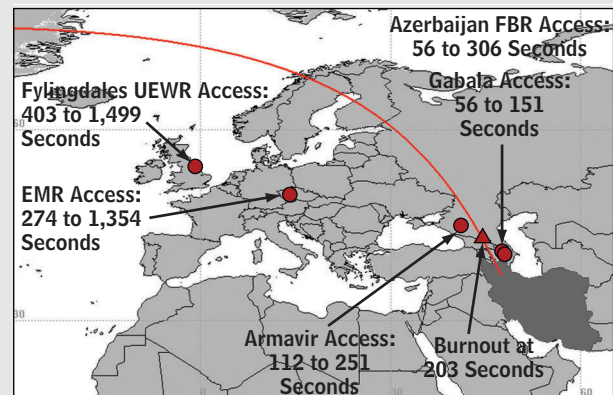 Azerbaijan FBR Access:
56 to 306 Seconds
Gabala Access:
56 to 151
Seconds
Fylingdales UEWR Access:
403 to 1,499
Seconds
EMR Access:
274 to 1,354
Seconds
Armavir Access:
112 to 251
Seconds
Burnout at
203 Seconds
60
30
0
30
60